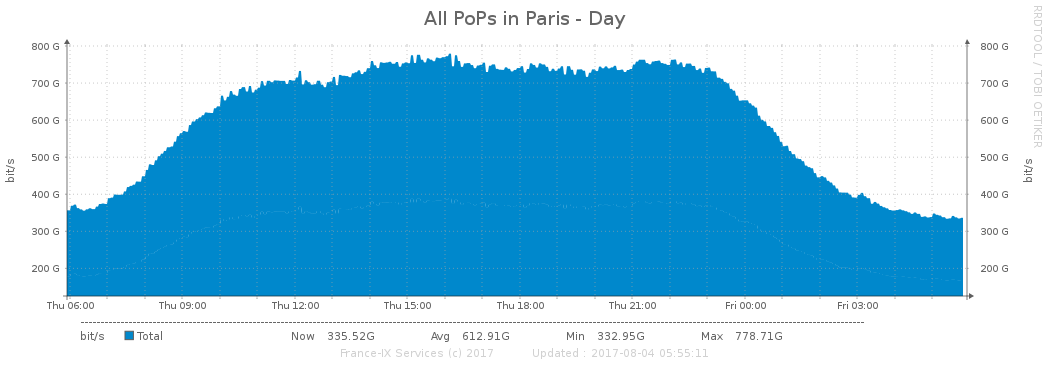 All PoPs in Paris - Day
RRDTOOL / TOBI OETIKER
800 G 800 G
700 G 700 G
600 G 600 G
500 G 500 G
400 G 400 G
300 G 300 G
200 G 200 G
bit/s bit/s
Thu 06:00 Thu 09:00 Thu 12:00 Thu 15:00 Thu 18:00 Thu 21:00 Fri 00:00 Fri 03:00
bit/s Total Now 335.52G Avg 612.91G Min 332.95G Max 778.71G
France-IX Services (c) 2017 Updated : 2017-08-04 05:55:11